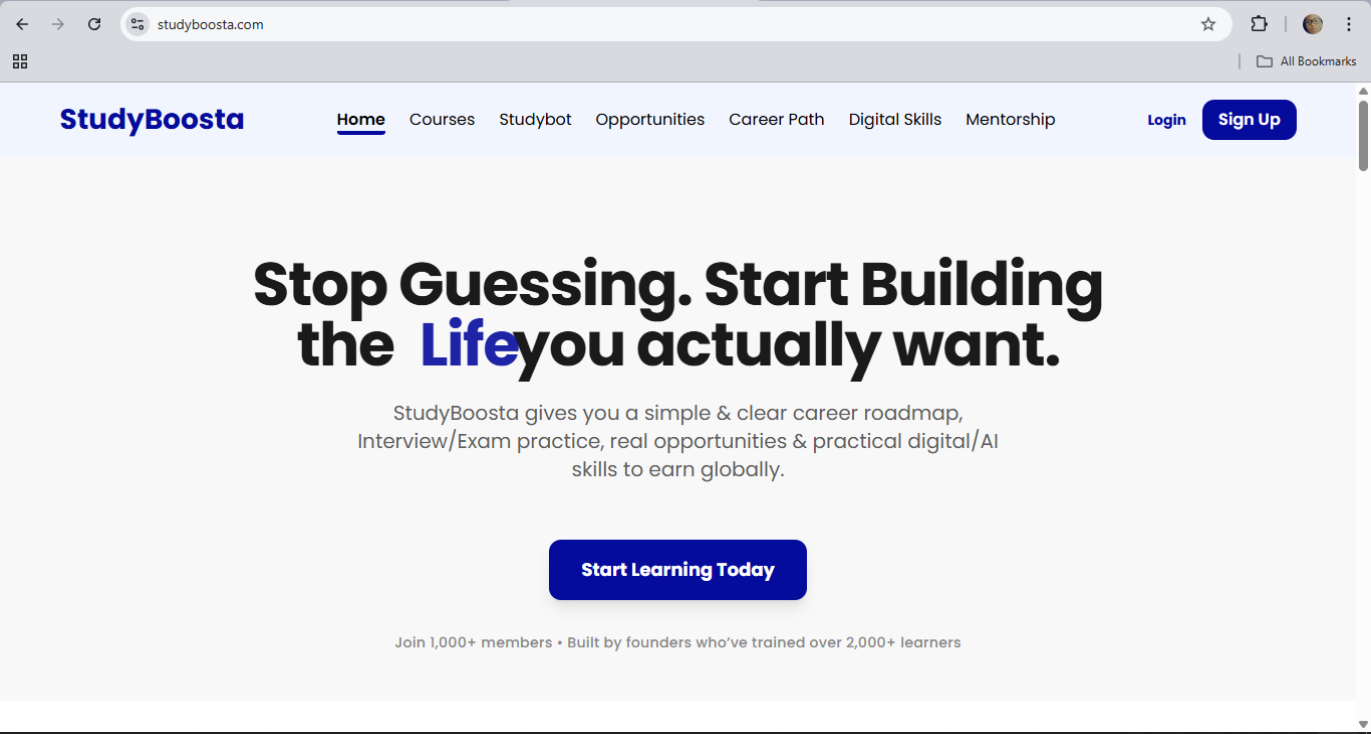 studyboosta.com
All Bookmarks
StudyBoosta
Home Courses Studybot Opportunities Career Path Digital Skills Mentorship Login Sign Up
Stop Guessing. Start Building
the Lifeyou actually want.
StudyBoosta gives you a simple & clear career roadmap,
Interview/Exam practice, real opportunities & practical digital/AI
skills to earn globally.
Start Learning Today
Join 1,000+ members • Built by founders who’ve trained over 2,000+ learners